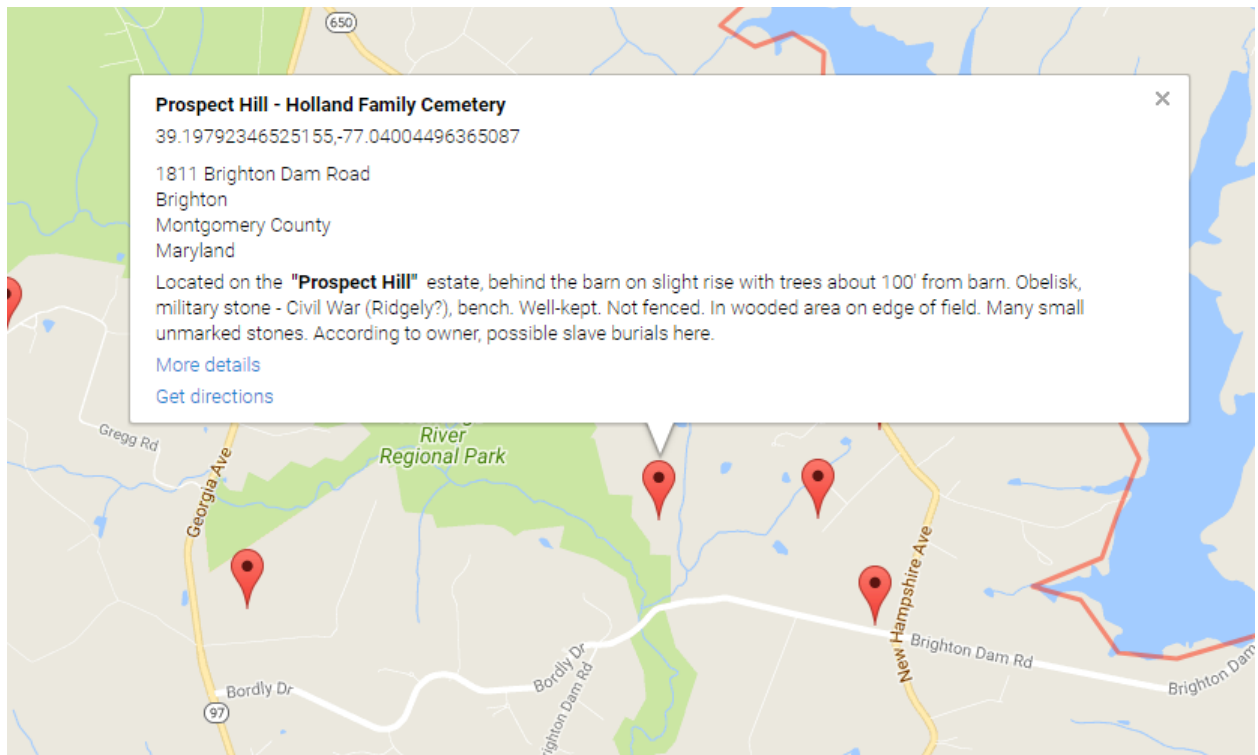 650
Prospect Hill - Holland Family Cemetery
39.19792346525155,-77.04004496365087
1811 Brighton Dam Road
Brighton
Montgomery County
Maryland
Located on the "Prospect Hill" estate, behind the barn on slight rise with trees about 100' from barn. Obelisk,
military stone - Civil War (Ridgely?), bench. Well-kept. Not fenced. In wooded area on edge of field. Many small
unmarked stones. According to owner, possible slave burials here.
More details
Get directions
River
Regional Park
Gregg Rd
Georgia Ave
New Hampshire Ave
Brighton Dam Rd
Brighton Dam
Bordly Dr
Bordly Dr
ighton Dam Rd
97